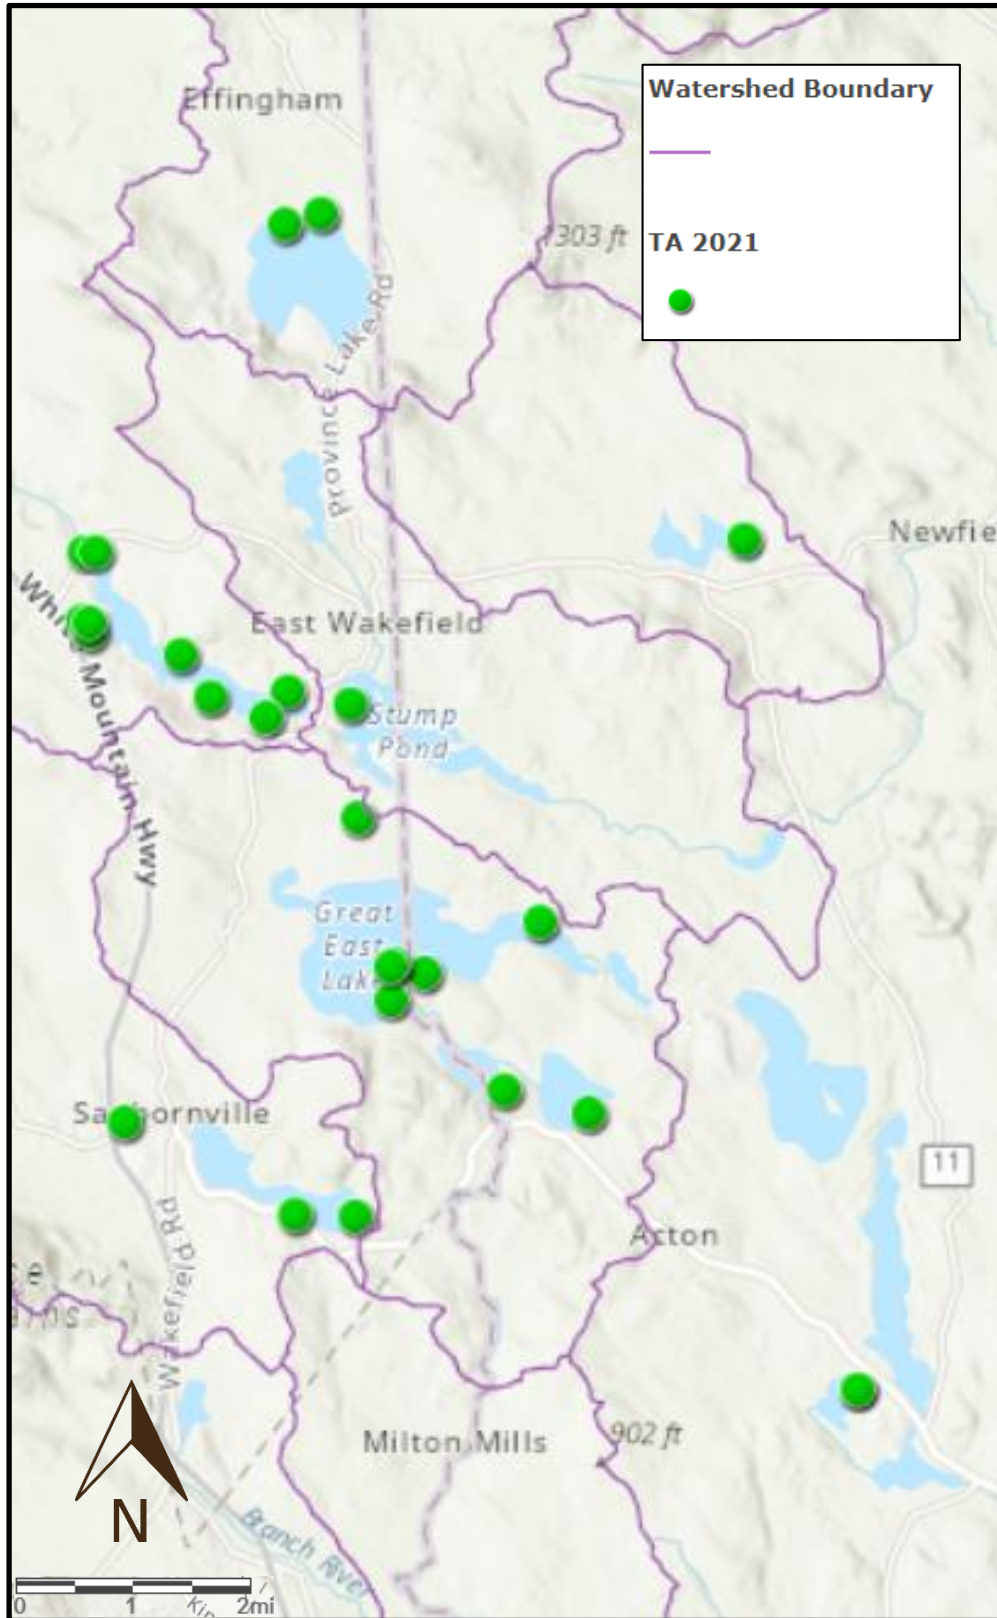 Watershed Boundary
TA 2021
Effingham
1303 ft
Province Lake Rd
Newfie
White Mountain Hwy
East Wakefield
Stump
Pond
Great
East
Lak
Sanbornville
11
Acton
Wakefield Rd
Milton Mills
902 ft
N
Branch River
0 1 2mi